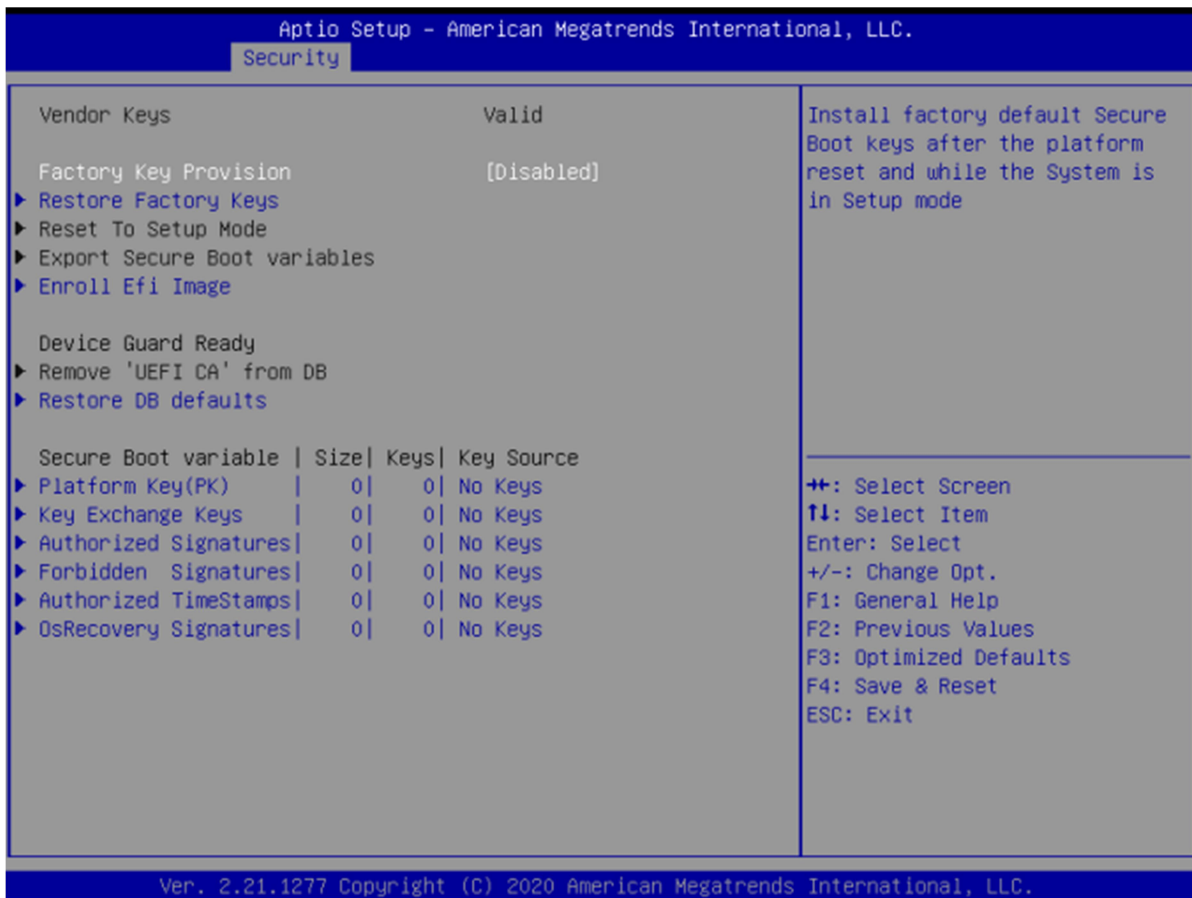 Aptio Setup – American Megatrends International, LLC.
Security
Vendor Keys Valid
Factory Key Provision [Disabled]
▶ Restore Factory Keys
▶ Reset To Setup Mode
▶ Export Secure Boot variables
▶ Enroll Efi Image
Device Guard Ready
▶ Remove 'UEFI CA' from DB
▶ Restore DB defaults
Secure Boot variable | Size| Keys| Key Source
▶ Platform Key(PK) | 0| 0| No Keys
▶ Key Exchange Keys | 0| 0| No Keys
▶ Authorized Signatures| 0| 0| No Keys
▶ Forbidden Signatures| 0| 0| No Keys
▶ Authorized TimeStamps| 0| 0| No Keys
▶ OsRecovery Signatures| 0| 0| No Keys
Install factory default Secure
Boot keys after the platform
reset and while the System is
in Setup mode
→←: Select Screen
↑↓: Select Item
Enter: Select
+/-: Change Opt.
F1: General Help
F2: Previous Values
F3: Optimized Defaults
F4: Save & Reset
ESC: Exit
Ver. 2.21.1277 Copyright (C) 2020 American Megatrends International, LLC.